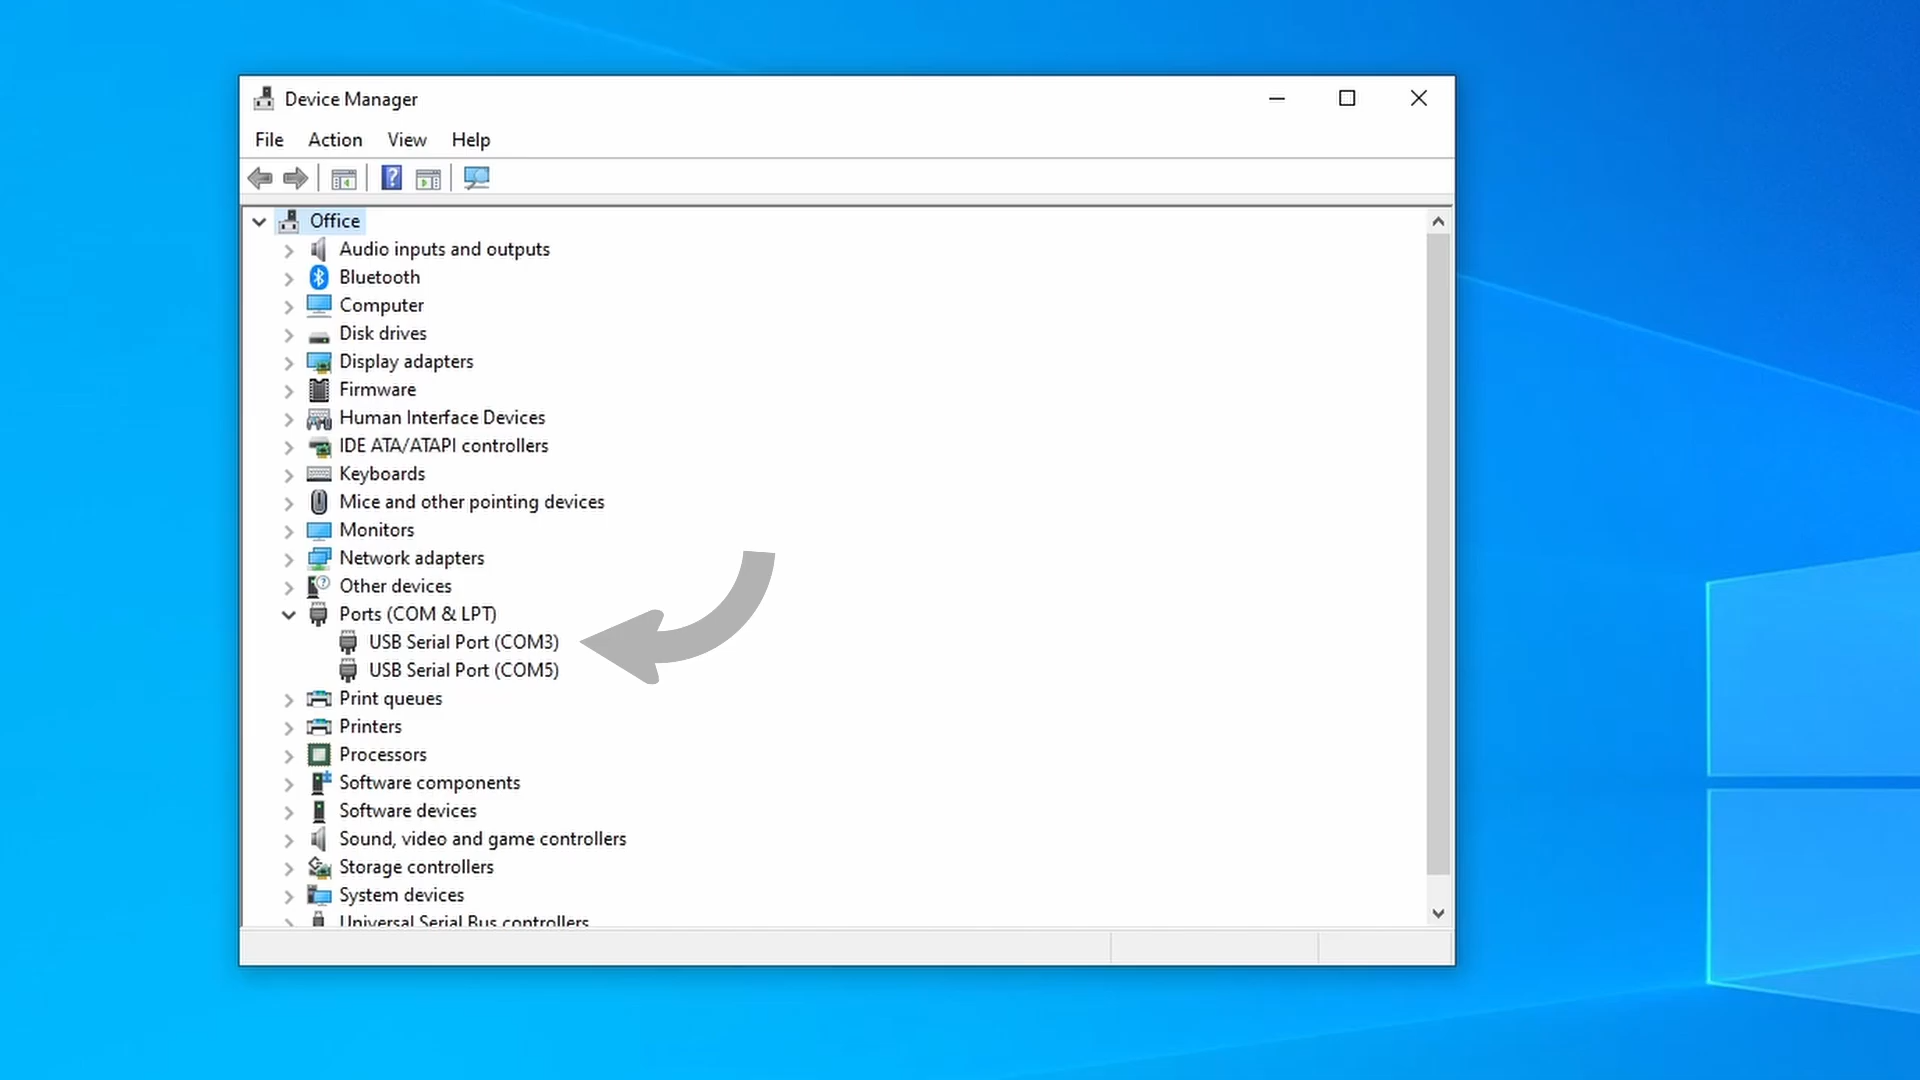 Device Manager
File Action View Help
Office
Audio inputs and outputs
Bluetooth
Computer
Disk drives
Display adapters
Firmware
Human Interface Devices
IDE ATA/ATAPI controllers
Keyboards
Mice and other pointing devices
Monitors
Network adapters
Other devices
Ports (COM & LPT)
USB Serial Port (COM3)
USB Serial Port (COM5)
Print queues
Printers
Processors
Software components
Software devices
Sound, video and game controllers
Storage controllers
System devices
Universal Serial Bus controllers